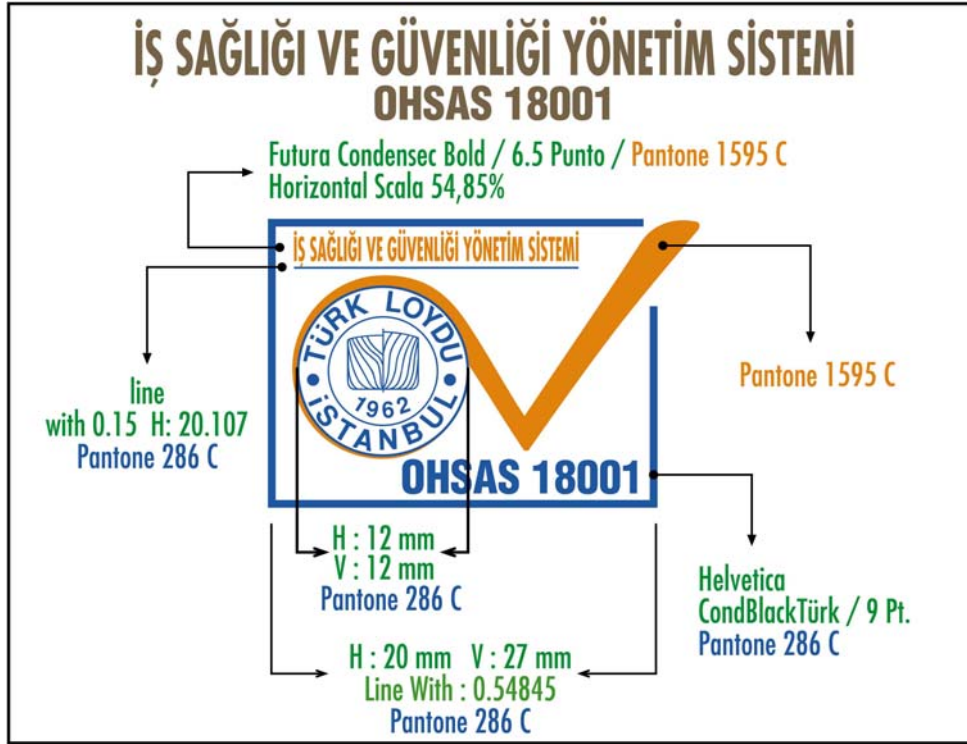 İŞ SAĞLIĞI VE GÜVENLİĞİ YÖNETİM SİSTEMİ
OHSAS 18001
Futura Condensec Bold / 6.5 Punto / Pantone 1595 C
Horizontal Scala 54,85%
İŞ SAĞLIĞI VE GÜVENLİĞİ YÖNETİM SİSTEMİ
TÜRK LOYDU
1962
İSTANBUL
OHSAS 18001
Pantone 1595 C
line
with 0.15 H: 20.107
Pantone 286 C
H : 12 mm
V : 12 mm
Pantone 286 C
Helvetica
CondBlackTürk / 9 Pt.
Pantone 286 C
H : 20 mm V : 27 mm
Line With : 0.54845
Pantone 286 C